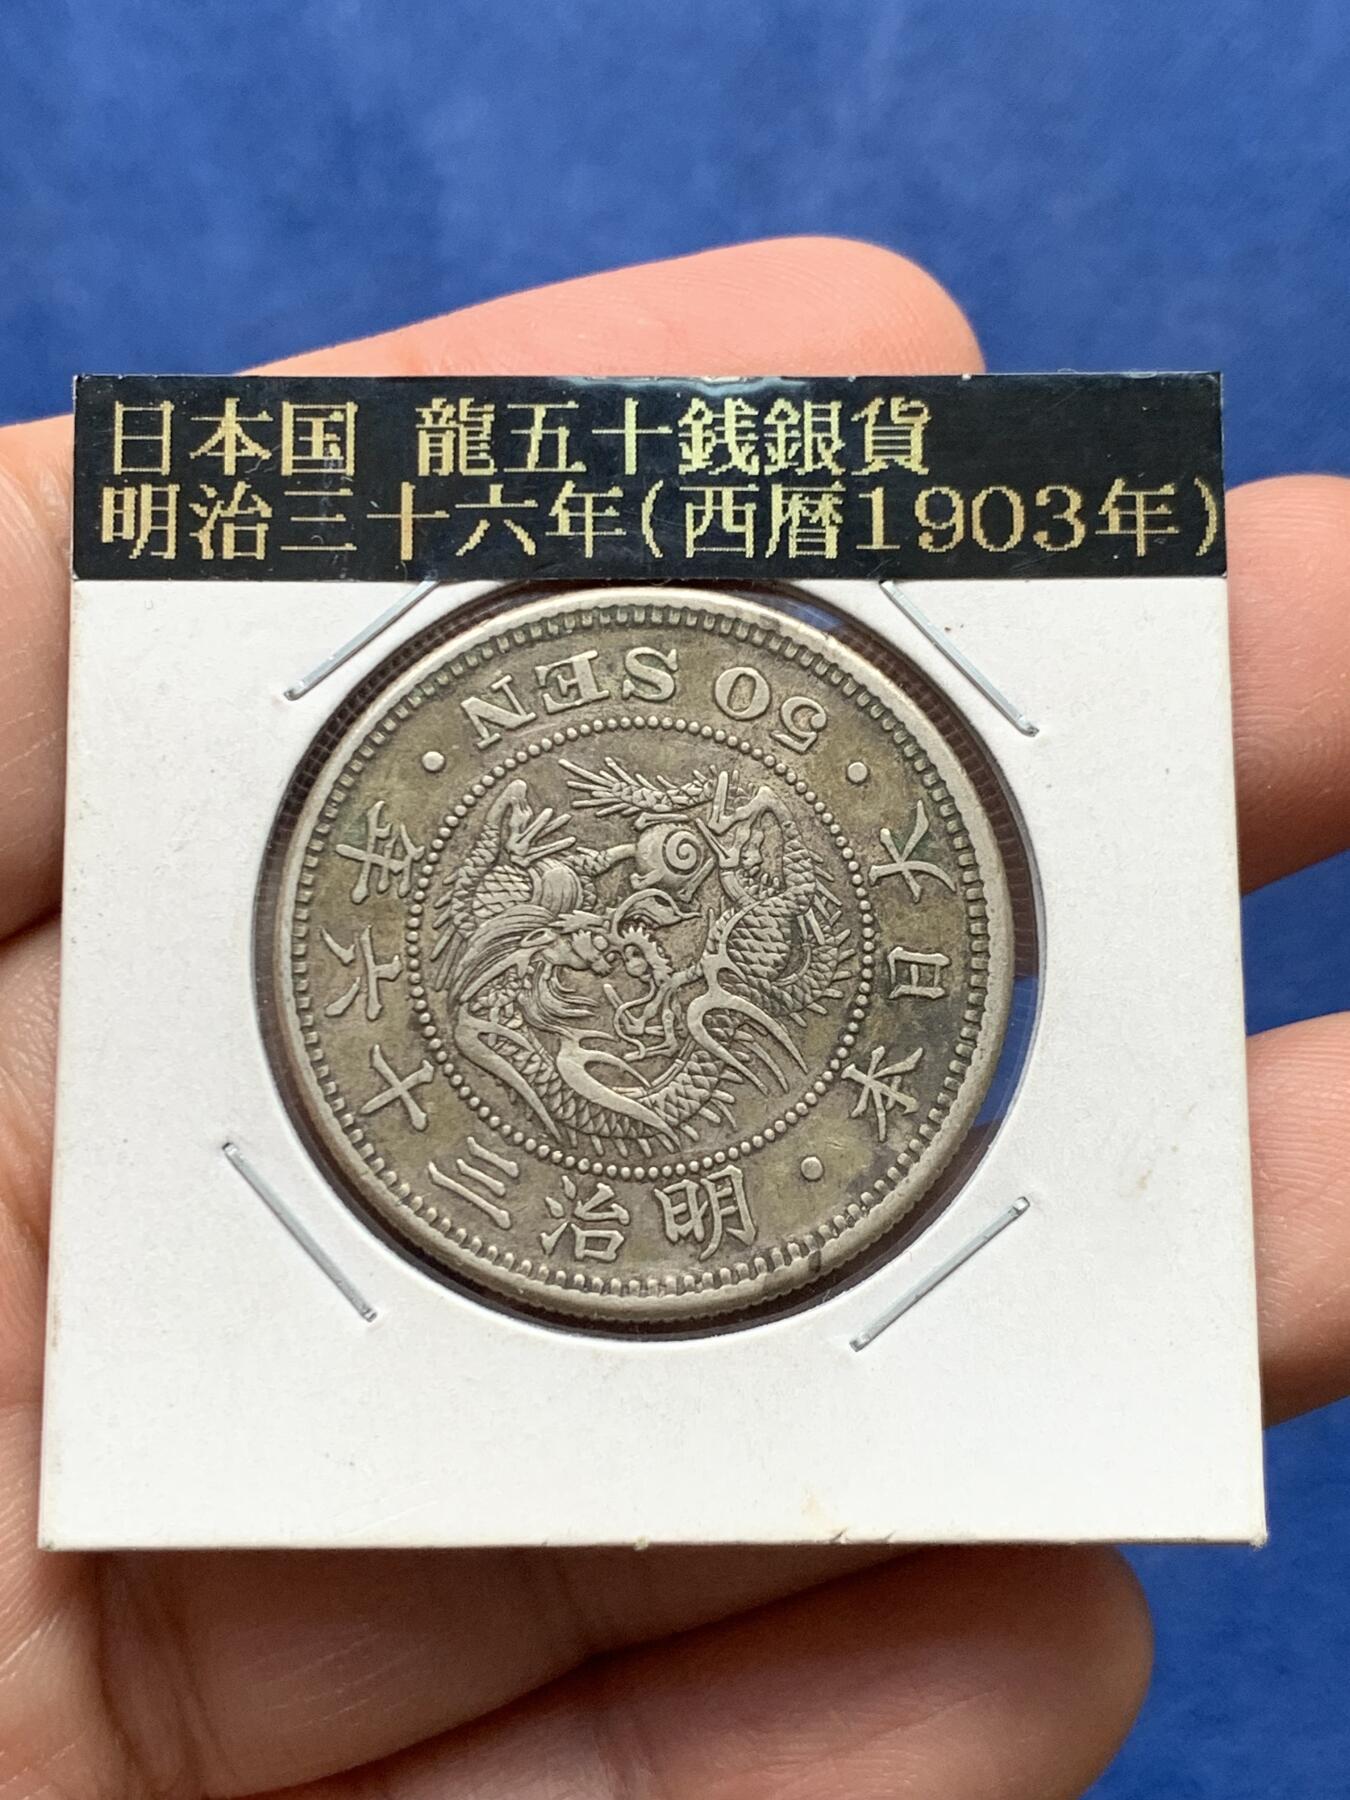 日本国 龍五十銭銀貨
明治三十六年(西暦1903年)
50 SEN
大日本・明治三十六年